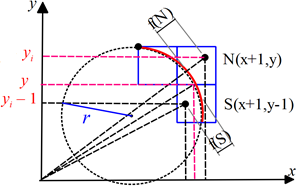 y
|f(N)|
y_i
N(x+1,y)
y
y_i – 1
S(x+1,y-1)
r
|f(S)|
x